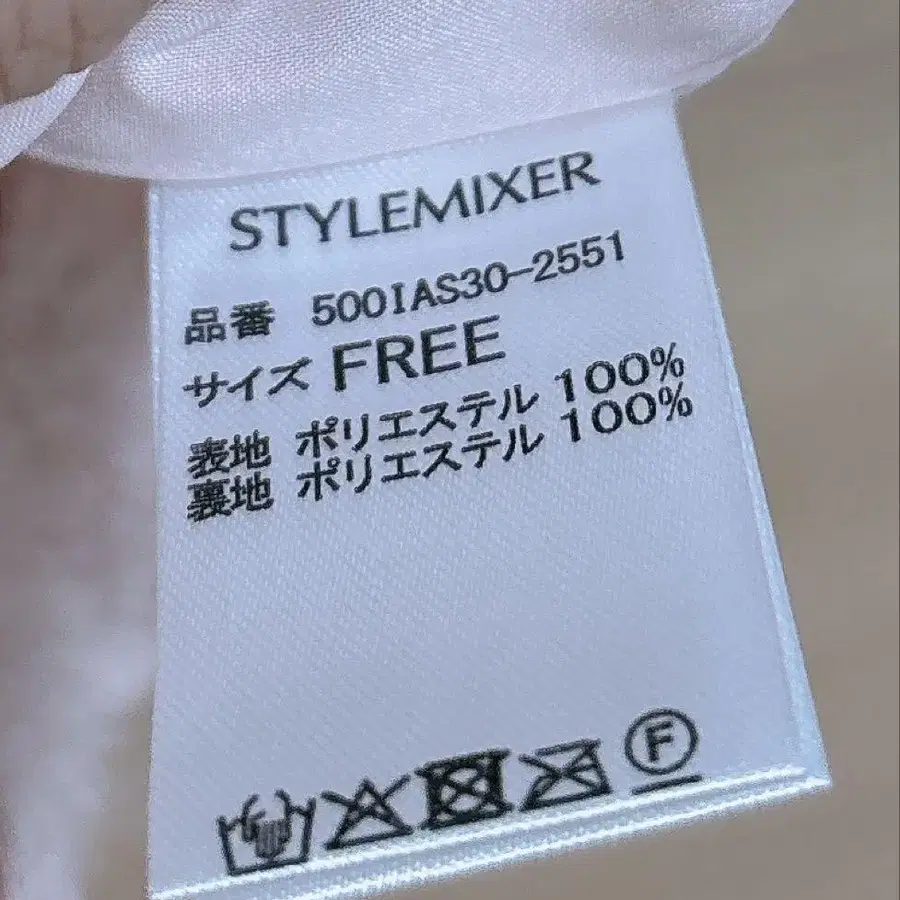 STYLEMIXER
品番 500IAS30-2551
サイズ FREE
表地 ポリエステル 100%
裏地 ポリエステル 100%
F